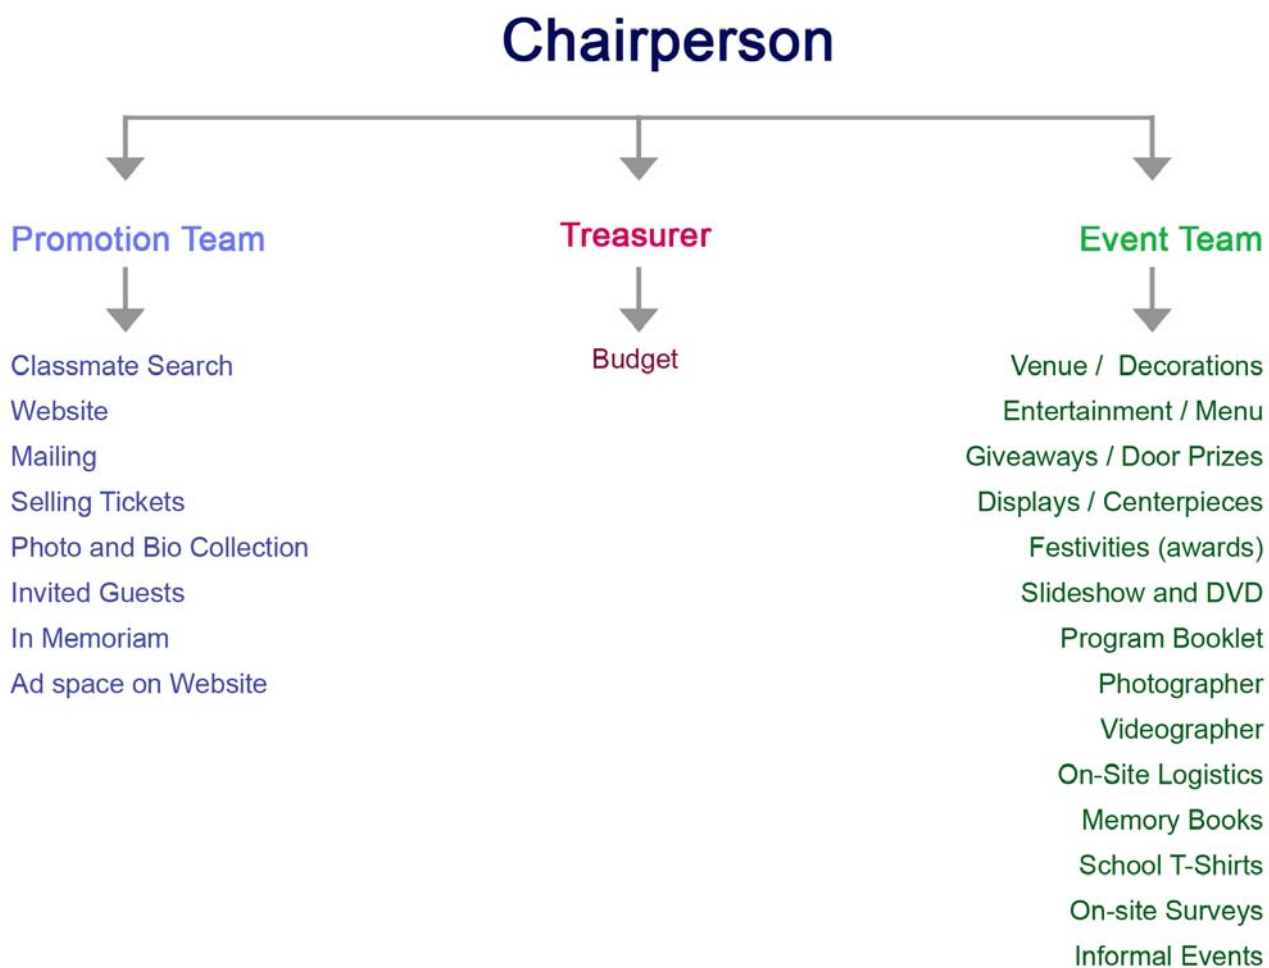 Chairperson
Promotion Team
Classmate Search
Website
Mailing
Selling Tickets
Photo and Bio Collection
Invited Guests
In Memoriam
Ad space on Website
Treasurer
Budget
Event Team
Venue /  Decorations
Entertainment / Menu
Giveaways / Door Prizes
Displays / Centerpieces
Festivities (awards)
Slideshow and DVD
Program Booklet
Photographer
Videographer
On-Site Logistics
Memory Books
School T-Shirts
On-site Surveys
Informal Events